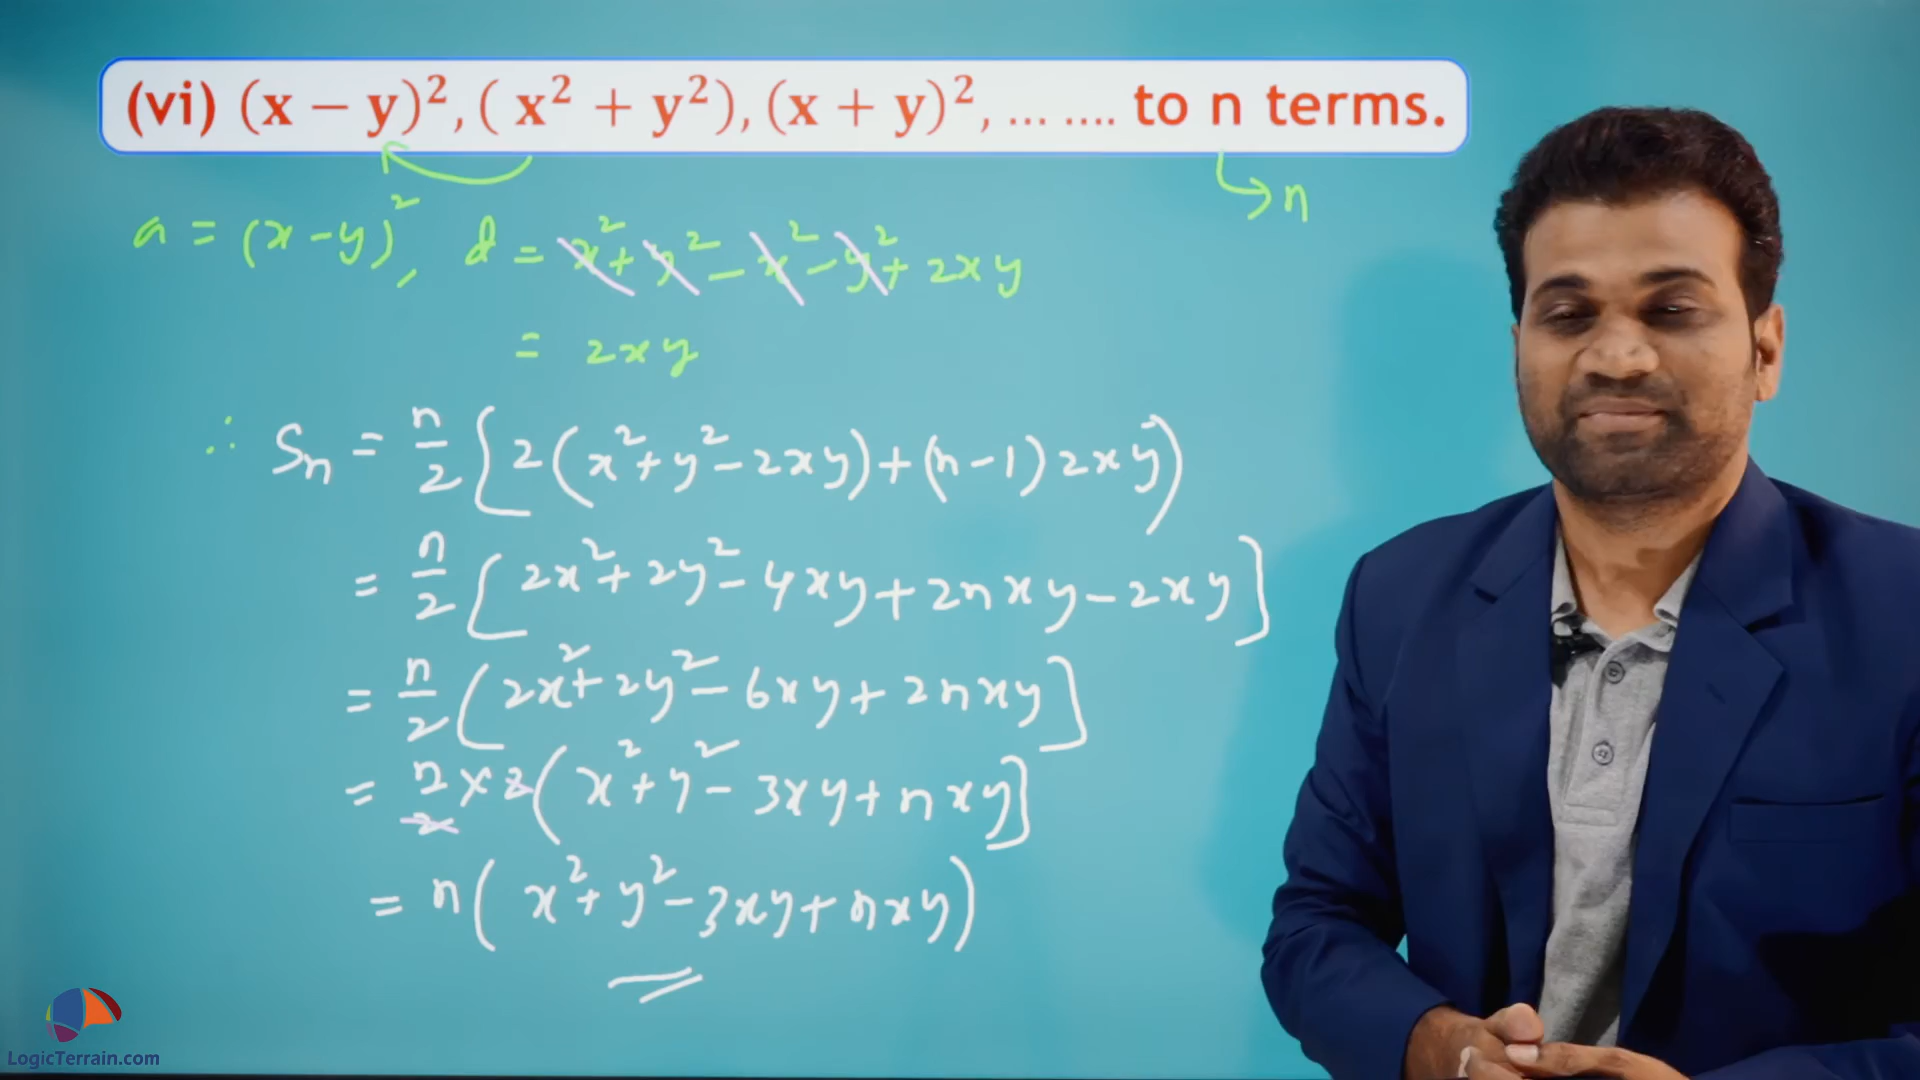 (vi) (x − y)², ( x² + y²), (x + y)², ... .... to n terms.
n
a = (x-y)², d = x²+y²-x²-y²+2xy
= 2xy
∴ Sn = n/2 [2(x²+y²-2xy)+(n-1)2xy)
= n/2 [2x²+2y²-4xy+2nxy-2xy]
= n/2 (2x²+2y²-6xy+2nxy]
= n/2 × 2(x²+y²-3xy+nxy]
= n(x²+y²-3xy+nxy)
LogicTerrain.com